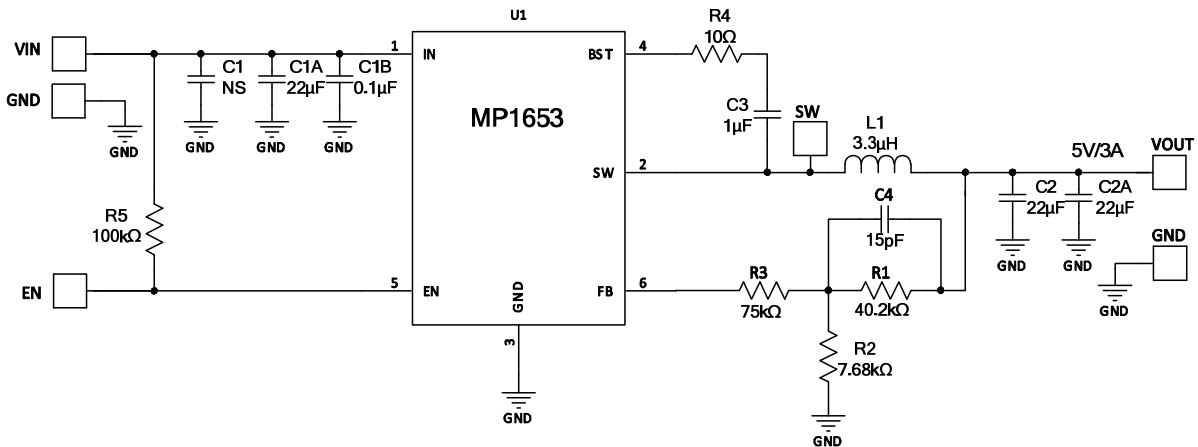 U1
MP1653
VIN
GND
GND
C1
NS
GND
C1A
22µF
GND
C1B
0.1µF
GND
1
IN
R5
100kΩ
EN
5
EN
GND
3
GND
BST
4
R4
10Ω
C3
1µF
SW
2
SW
L1
3.3µH
5V/3A
VOUT
C2
22µF
GND
C2A
22µF
GND
GND
GND
C4
15pF
FB
6
R3
75kΩ
R1
40.2kΩ
R2
7.68kΩ
GND